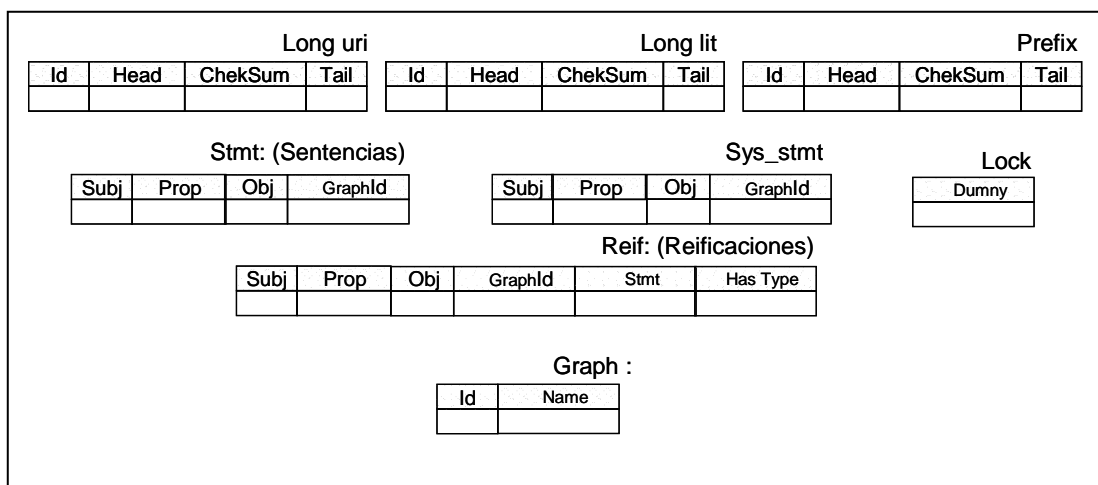 Long uri Long lit Prefix
Id Head ChekSum Tail Id Head ChekSum Tail Id Head ChekSum Tail
Stmt: (Sentencias) Sys_stmt Lock
Subj Prop Obj GraphId Subj Prop Obj GraphId Dumny
Reif: (Reificaciones)
Subj Prop Obj GraphId Stmt Has Type
Graph :
Id Name